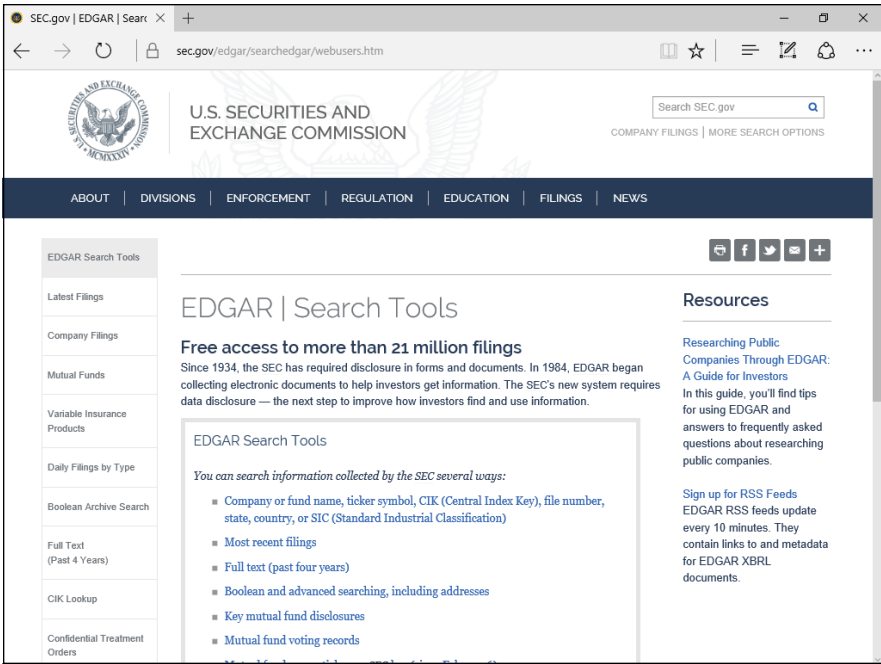 SEC.gov | EDGAR | Searc
sec.gov/edgar/searchedgar/webusers.htm
U.S. SECURITIES AND EXCHANGE COMMISSION
MCMXXXIV
U.S. SECURITIES AND
EXCHANGE COMMISSION
Search SEC.gov
COMPANY FILINGS | MORE SEARCH OPTIONS
ABOUT | DIVISIONS | ENFORCEMENT | REGULATION | EDUCATION | FILINGS | NEWS
EDGAR Search Tools
Latest Filings
Company Filings
Mutual Funds
Variable Insurance
Products
Daily Filings by Type
Boolean Archive Search
Full Text
(Past 4 Years)
CIK Lookup
Confidential Treatment
Orders
EDGAR | Search Tools
Free access to more than 21 million filings
Since 1934, the SEC has required disclosure in forms and documents. In 1984, EDGAR began
collecting electronic documents to help investors get information. The SEC's new system requires
data disclosure — the next step to improve how investors find and use information.
EDGAR Search Tools
You can search information collected by the SEC several ways:
Company or fund name, ticker symbol, CIK (Central Index Key), file number,
state, country, or SIC (Standard Industrial Classification)
Most recent filings
Full text (past four years)
Boolean and advanced searching, including addresses
Key mutual fund disclosures
Mutual fund voting records
Resources
Researching Public
Companies Through EDGAR:
A Guide for Investors
In this guide, you'll find tips
for using EDGAR and
answers to frequently asked
questions about researching
public companies.
Sign up for RSS Feeds
EDGAR RSS feeds update
every 10 minutes. They
contain links to and metadata
for EDGAR XBRL
documents.